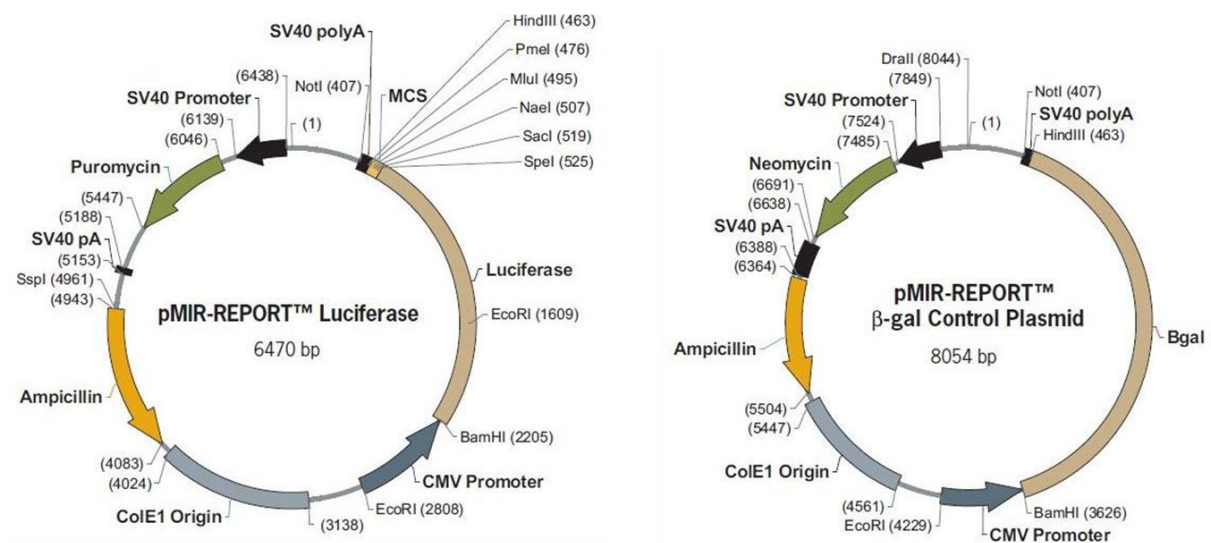 HindIII (463)
PmeI (476)
MluI (495)
NaeI (507)
SacI (519)
SpeI (525)
SV40 polyA
NotI (407)
MCS
(6438)
(1)
SV40 Promoter
(6139)
(6046)
Puromycin
(5447)
(5188)
SV40 pA
(5153)
SspI (4961)
(4943)
pMIR-REPORT™ Luciferase
6470 bp
Luciferase
EcoRI (1609)
Ampicillin
BamHI (2205)
(4083)
(4024)
CMV Promoter
EcoRI (2808)
ColE1 Origin
(3138)
DraII (8044)
(7849)
NotI (407)
SV40 Promoter
SV40 polyA
(7524)
(1)
(7485)
HindIII (463)
Neomycin
(6691)
(6638)
SV40 pA
(6388)
(6364)
pMIR-REPORT™
β-gal Control Plasmid
8054 bp
Bgal
Ampicillin
(5504)
(5447)
ColE1 Origin
(4561)
EcoRI (4229)
BamHI (3626)
CMV Promoter